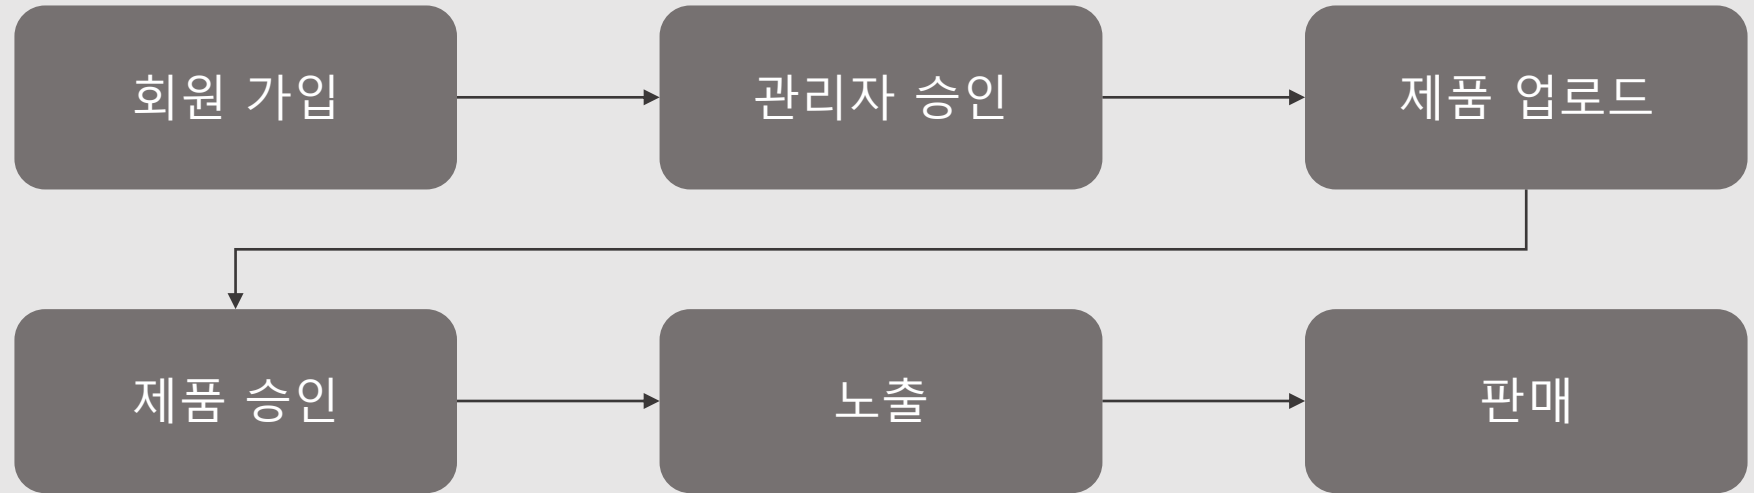 회원 가입
관리자 승인
제품 업로드
제품 승인
노출
판매